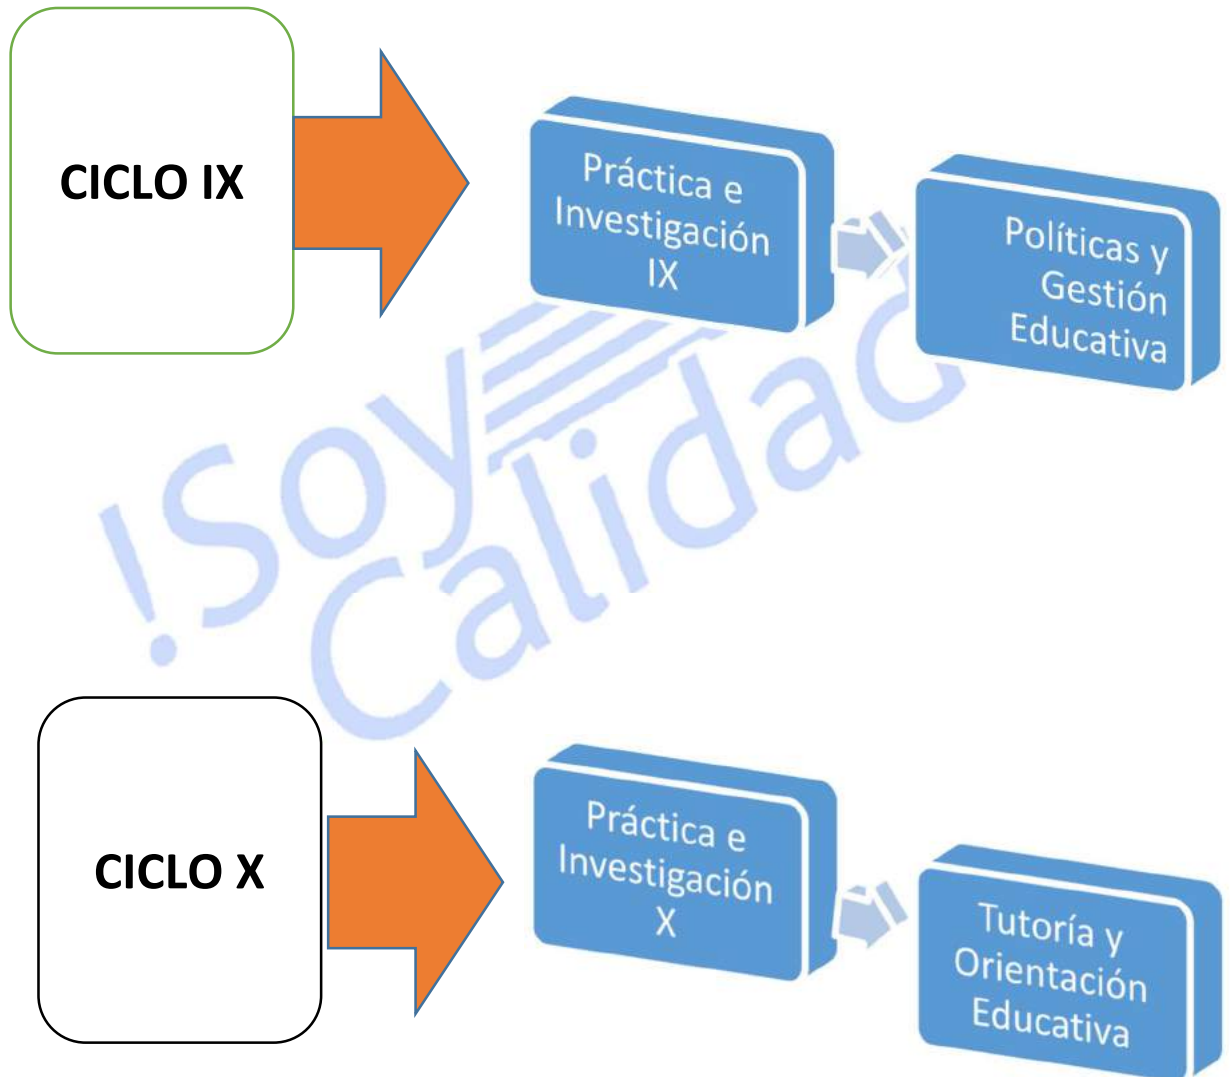 CICLO IX
Práctica e
Investigación
IX
Políticas y
Gestión
Educativa
!Soy
Calidad
CICLO X
Práctica e
Investigación
X
Tutoría y
Orientación
Educativa